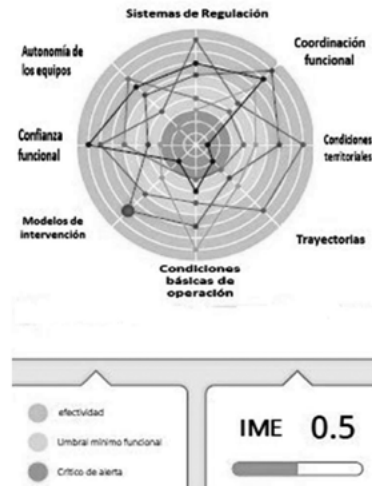 Sistemas de Regulación
Autonomía de
los equipos
Coordinación
funcional
Confianza
funcional
Condiciones
territoriales
Modelos de
intervención
Trayectorias
Condiciones
básicas de
operación
efectividad
Umbral mínimo funcional
Crítico de alerta
IME 0.5